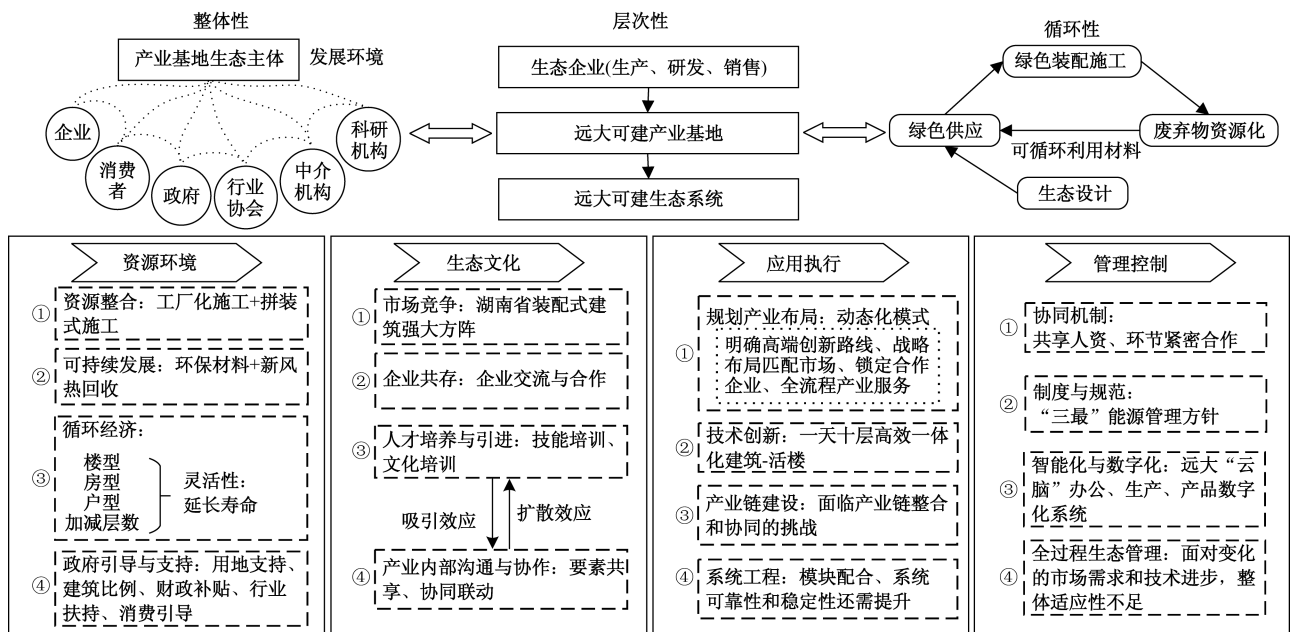 整体性
产业基地生态主体
发展环境
企业
消费
者
政府
行业
协会
中介
机构
科研
机构
层次性
生态企业(生产、研发、销售)
远大可建产业基地
远大可建生态系统
循环性
绿色装配施工
绿色供应
废弃物资源化
可循环利用材料
生态设计
资源环境
①
资源整合：工厂化施工+拼装
式施工
②
可持续发展：环保材料+新风
热回收
③
循环经济：
楼型
房型
户型
加减层数
灵活性：
延长寿命
④
政府引导与支持：用地支持、
建筑比例、财政补贴、行业
扶持、消费引导
生态文化
①
市场竞争：湖南省装配式建
筑强大方阵
②
企业共存：企业交流与合作
③
人才培养与引进：技能培训、
文化培训
吸引效应
扩散效应
④
产业内部沟通与协作：要素共
享、协同联动
应用执行
①
规划产业布局：动态化模式
明确高端创新路线、战略
布局匹配市场、锁定合作
企业、全流程产业服务
②
技术创新：一天十层高效一体
化建筑-活楼
③
产业链建设：面临产业链整合
和协同的挑战
④
系统工程：模块配合、系统
可靠性和稳定性还需提升
管理控制
①
协同机制：
共享人资、环节紧密合作
②
制度与规范：
“三最”能源管理方针
③
智能化与数字化：远大“云
脑”办公、生产、产品数字
化系统
④
全过程生态管理：面对变化
的市场需求和技术进步，整
体适应性不足